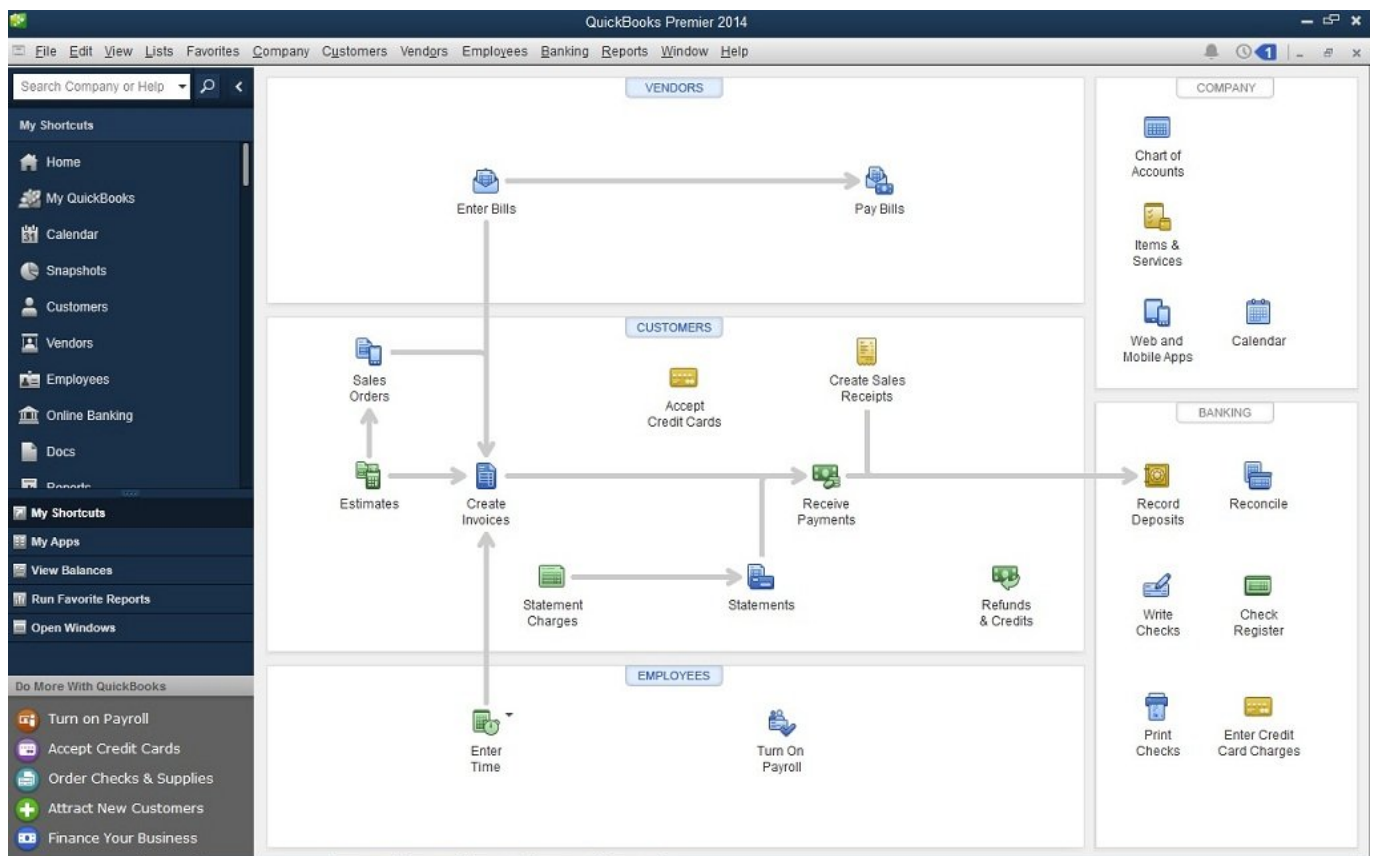 QuickBooks Premier 2014
File Edit View Lists Favorites Company Customers Vendors Employees Banking Reports Window Help
1
Search Company or Help
My Shortcuts
Home
My QuickBooks
31
Calendar
Snapshots
Customers
Vendors
Employees
Online Banking
Docs
Reports
My Shortcuts
My Apps
View Balances
Run Favorite Reports
Open Windows
Do More With QuickBooks
Turn on Payroll
Accept Credit Cards
Order Checks & Supplies
Attract New Customers
Finance Your Business
VENDORS
Enter Bills
Pay Bills
CUSTOMERS
Sales
Orders
Accept
Credit Cards
Create Sales
Receipts
Estimates
Create
Invoices
Receive
Payments
Statement
Charges
Statements
Refunds
& Credits
EMPLOYEES
Enter
Time
Turn On
Payroll
COMPANY
Chart of
Accounts
Items &
Services
Web and
Mobile Apps
Calendar
BANKING
Record
Deposits
Reconcile
Write
Checks
Check
Register
Print
Checks
Enter Credit
Card Charges